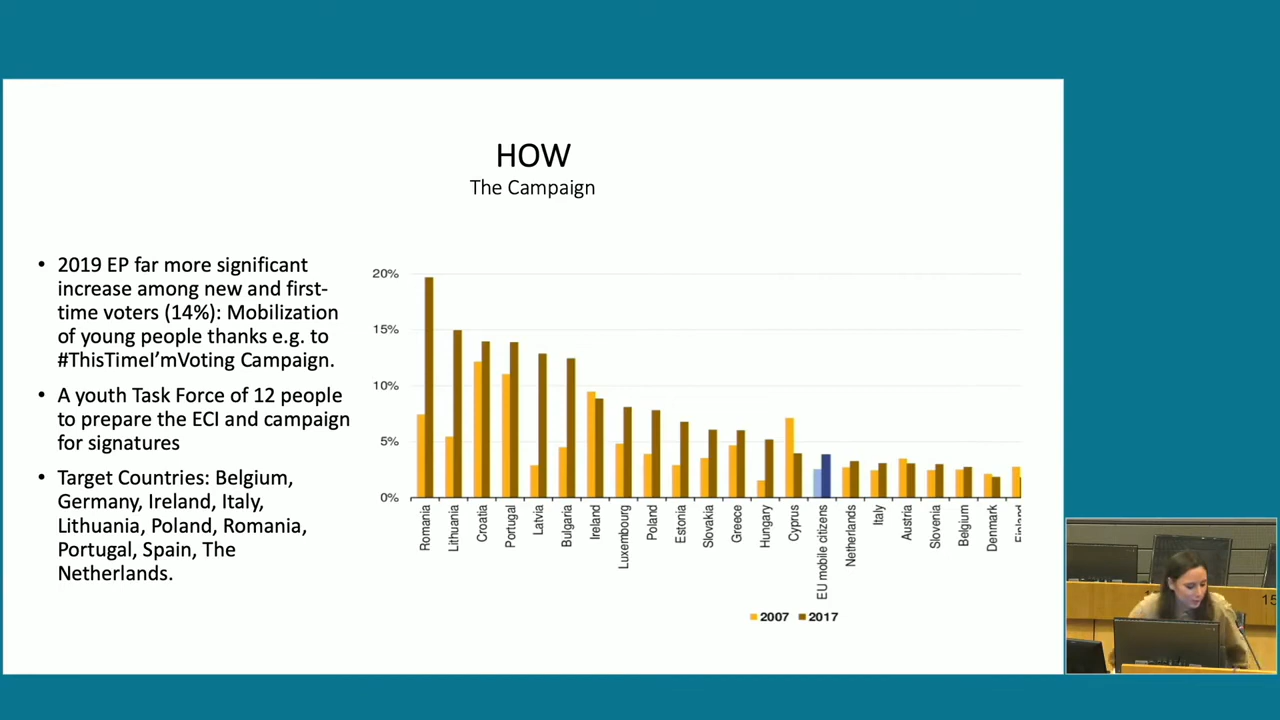 HOW
The Campaign
• 2019 EP far more significant
increase among new and first-
time voters (14%): Mobilization
of young people thanks e.g. to
#ThisTimeI’mVoting Campaign.
• A youth Task Force of 12 people
to prepare the ECI and campaign
for signatures
• Target Countries: Belgium,
Germany, Ireland, Italy,
Lithuania, Poland, Romania,
Portugal, Spain, The
Netherlands.
20%
15%
10%
5%
0%
Romania
Lithuania
Croatia
Portugal
Latvia
Bulgaria
Ireland
Luxembourg
Poland
Estonia
Slovakia
Greece
Hungary
Cyprus
EU mobile citizens
Netherlands
Italy
Austria
Slovenia
Belgium
Denmark
2007 2017
15